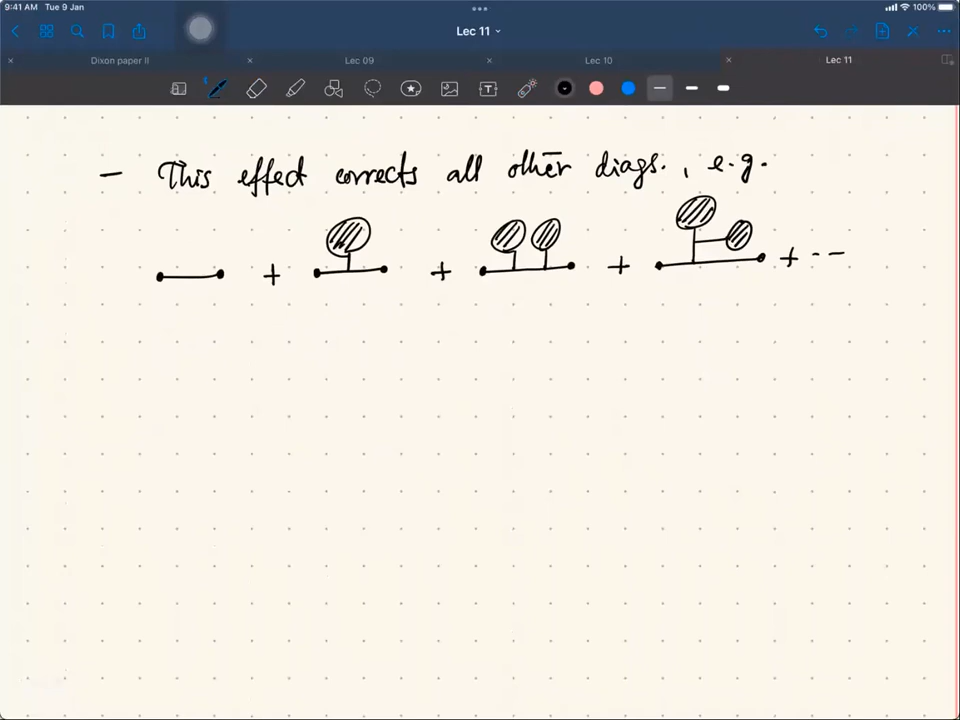 9:41 AM Tue 9 Jan 100%
Lec 11
Dixon paper II Lec 09 Lec 10 Lec 11
- This effect corrects all other diags., e.g.
+ + + + ---